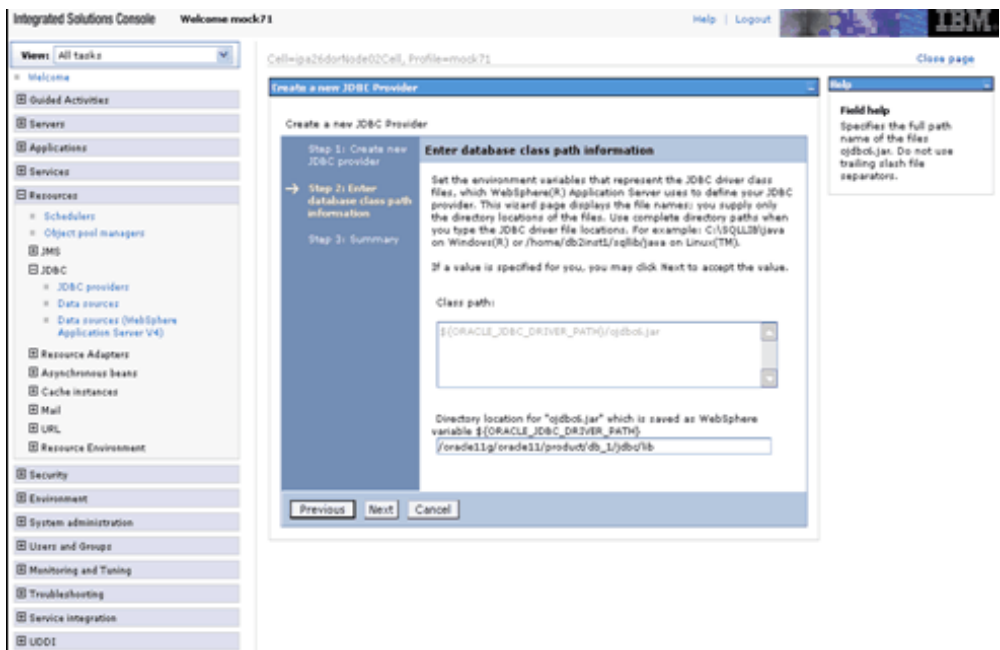 Integrated Solutions Console Welcome mock71
Help | Logout
IBM
View: All tasks
Welcome
Guided Activities
Servers
Applications
Services
Resources
Schedulers
Object pool managers
JMS
JDBC
JDBC providers
Data sources
Data sources (WebSphere
Application Server V4)
Resource Adapters
Asynchronous beans
Cache instances
Mail
URL
Resource Environment
Security
Environment
System administration
Users and Groups
Monitoring and Tuning
Troubleshooting
Service integration
UDDI
Cell=ipa26dorNode02Cell, Profile=mock71
Close page
Create a new JDBC Provider
Create a new JDBC Provider
Step 1: Create new
JDBC provider
Step 2: Enter
database class path
information
Step 3: Summary
Enter database class path information
Set the environment variables that represent the JDBC driver class
files, which WebSphere(R) Application Server uses to define your JDBC
provider. This wizard page displays the file names; you supply only
the directory locations of the files. Use complete directory paths when
you type the JDBC driver file locations. For example: C:\SQLLIB\java
on Windows(R) or /home/db2inst1/sqllib/java on Linux(TM).
If a value is specified for you, you may click Next to accept the value.
Class path:
${ORACLE_JDBC_DRIVER_PATH}/ojdbc6.jar
Directory location for "ojdbc6.jar" which is saved as WebSphere
variable ${ORACLE_JDBC_DRIVER_PATH}
/oracle11g/oracle11/product/db_1/jdbc/lib
Previous Next Cancel
Help
Field help
Specifies the full path
name of the files
ojdbc6.jar. Do not use
trailing slash file
separators.